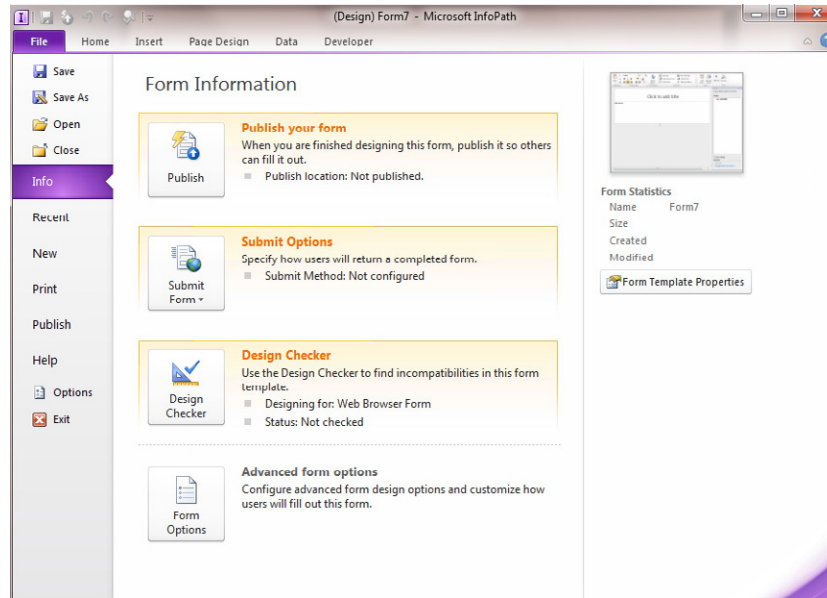 (Design) Form7 - Microsoft InfoPath
File Home Insert Page Design Data Developer
Save
Save As
Open
Close
Info
Recent
New
Print
Publish
Help
Options
Exit
Form Information
Publish
Publish your form
When you are finished designing this form, publish it so others
can fill it out.
Publish location: Not published.
Submit
Form
Submit Options
Specify how users will return a completed form.
Submit Method: Not configured
Design
Checker
Design Checker
Use the Design Checker to find incompatibilities in this form
template.
Designing for: Web Browser Form
Status: Not checked
Form
Options
Advanced form options
Configure advanced form design options and customize how
users will fill out this form.
Click to add title
Form Statistics
Name Form7
Size
Created
Modified
Form Template Properties